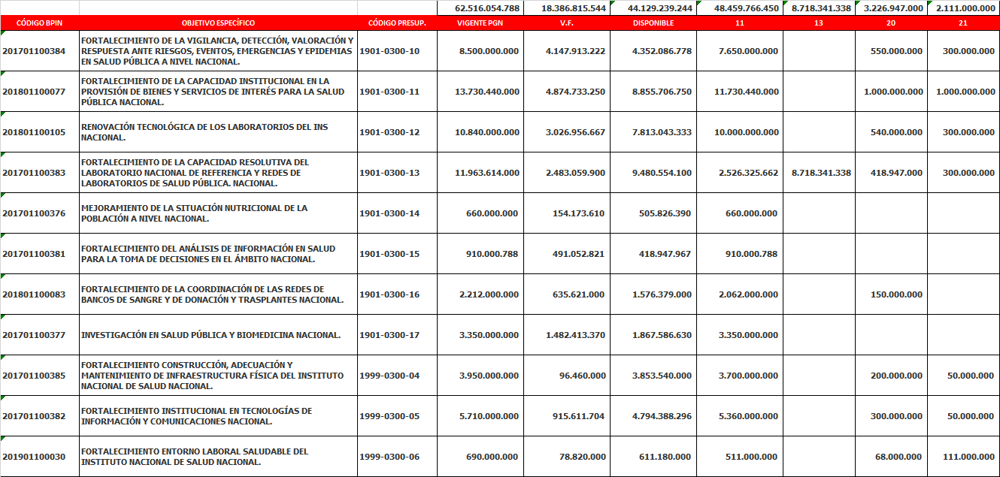 62.516.054.788 18.386.815.544 44.129.239.244 48.459.766.450 8.718.341.338 3.226.947.000 2.111.000.000
CÓDIGO BPIN OBJETIVO ESPECÍFICO CÓDIGO PRESUP. VIGENTE PGN V.F. DISPONIBLE 11 13 20 21
FORTALECIMIENTO DE LA VIGILANCIA, DETECCIÓN, VALORACIÓN Y
201701100384 RESPUESTA ANTE RIESGOS, EVENTOS, EMERGENCIAS Y EPIDEMIAS 1901-0300-10 8.500.000.000 4.147.913.222 4.352.086.778 7.650.000.000 550.000.000 300.000.000
EN SALUD PÚBLICA A NIVEL NACIONAL.
FORTALECIMIENTO DE LA CAPACIDAD INSTITUCIONAL EN LA
201801100077 PROVISIÓN DE BIENES Y SERVICIOS DE INTERÉS PARA LA SALUD 1901-0300-11 13.730.440.000 4.874.733.250 8.855.706.750 11.730.440.000 1.000.000.000 1.000.000.000
PÚBLICA NACIONAL.
201801100105 RENOVACIÓN TECNOLÓGICA DE LOS LABORATORIOS DEL INS 1901-0300-12 10.840.000.000 3.026.956.667 7.813.043.333 10.000.000.000 540.000.000 300.000.000
NACIONAL.
FORTALECIMIENTO DE LA CAPACIDAD RESOLUTIVA DEL
201701100383 LABORATORIO NACIONAL DE REFERENCIA Y REDES DE 1901-0300-13 11.963.614.000 2.483.059.900 9.480.554.100 2.526.325.662 8.718.341.338 418.947.000 300.000.000
LABORATORIOS DE SALUD PÚBLICA. NACIONAL.
201701100376 MEJORAMIENTO DE LA SITUACIÓN NUTRICIONAL DE LA 1901-0300-14 660.000.000 154.173.610 505.826.390 660.000.000
POBLACIÓN A NIVEL NACIONAL.
201701100381 FORTALECIMIENTO DEL ANÁLISIS DE INFORMACIÓN EN SALUD 1901-0300-15 910.000.788 491.052.821 418.947.967 910.000.788
PARA LA TOMA DE DECISIONES EN EL ÁMBITO NACIONAL.
201801100083 FORTALECIMIENTO DE LA COORDINACIÓN DE LAS REDES DE 1901-0300-16 2.212.000.000 635.621.000 1.576.379.000 2.062.000.000 150.000.000
BANCOS DE SANGRE Y DE DONACIÓN Y TRASPLANTES NACIONAL.
201701100377 INVESTIGACIÓN EN SALUD PÚBLICA Y BIOMEDICINA NACIONAL. 1901-0300-17 3.350.000.000 1.482.413.370 1.867.586.630 3.350.000.000
FORTALECIMIENTO CONSTRUCCIÓN, ADECUACIÓN Y
201701100385 MANTENIMIENTO DE INFRAESTRUCTURA FÍSICA DEL INSTITUTO 1999-0300-04 3.950.000.000 96.460.000 3.853.540.000 3.700.000.000 200.000.000 50.000.000
NACIONAL DE SALUD NACIONAL.
201701100382 FORTALECIMIENTO INSTITUCIONAL EN TECNOLOGÍAS DE 1999-0300-05 5.710.000.000 915.611.704 4.794.388.296 5.360.000.000 300.000.000 50.000.000
INFORMACIÓN Y COMUNICACIONES NACIONAL.
201901100030 FORTALECIMIENTO ENTORNO LABORAL SALUDABLE DEL 1999-0300-06 690.000.000 78.820.000 611.180.000 511.000.000 68.000.000 111.000.000
INSTITUTO NACIONAL DE SALUD NACIONAL.